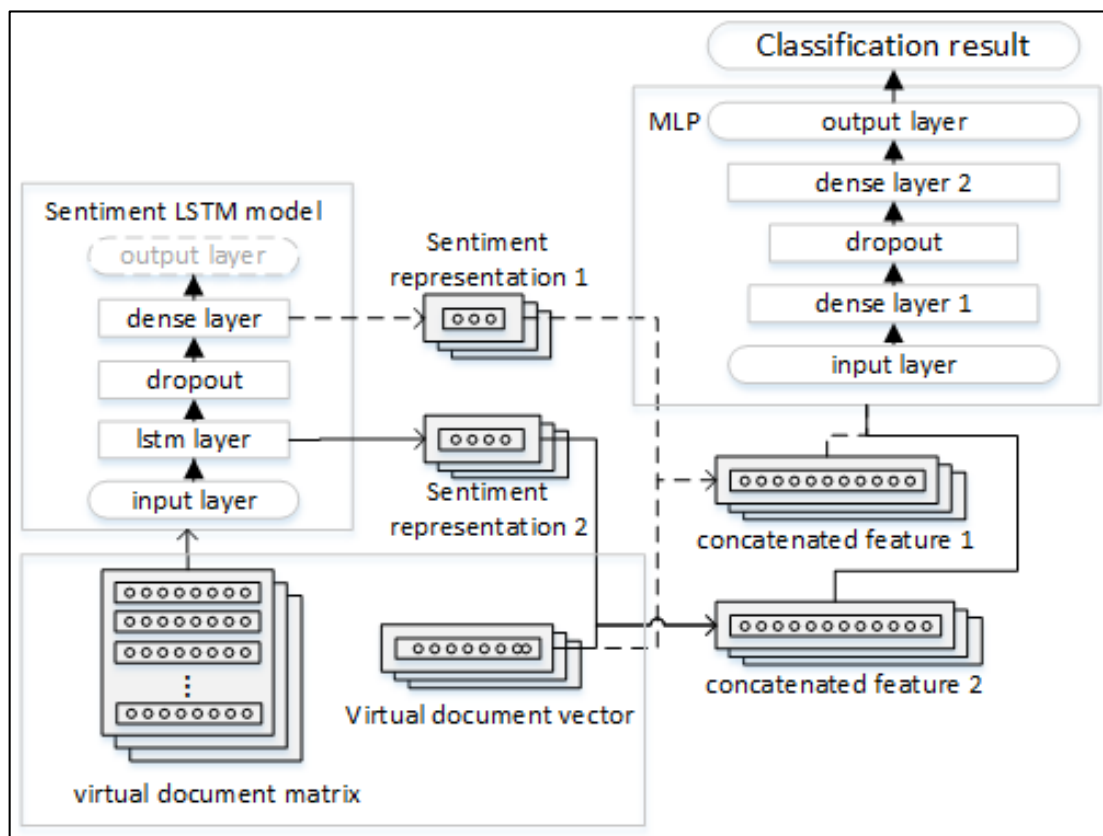 Classification result
MLP
output layer
dense layer 2
dropout
dense layer 1
input layer
Sentiment LSTM model
output layer
dense layer
dropout
lstm layer
input layer
Sentiment
representation 1
Sentiment
representation 2
concatenated feature 1
concatenated feature 2
Virtual document vector
virtual document matrix